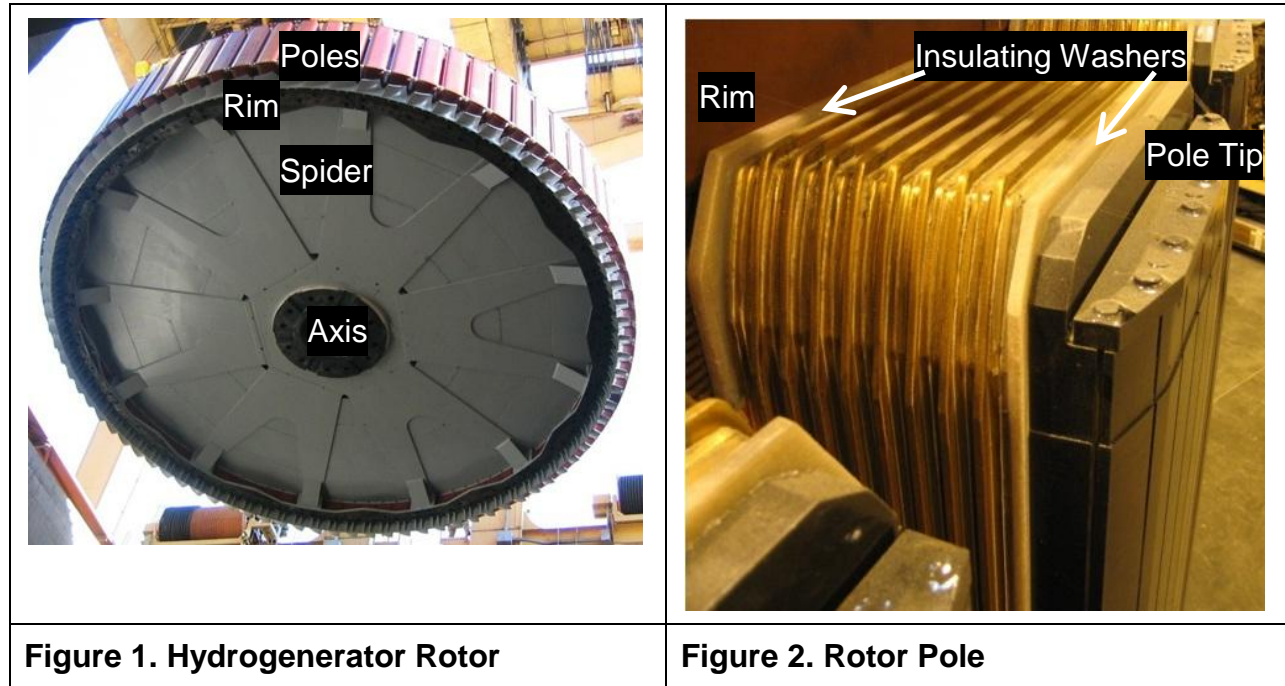 Poles
Rim
Spider
Axis
Insulating Washers
Rim
Pole Tip
Figure 1. Hydrogenerator Rotor
Figure 2. Rotor Pole